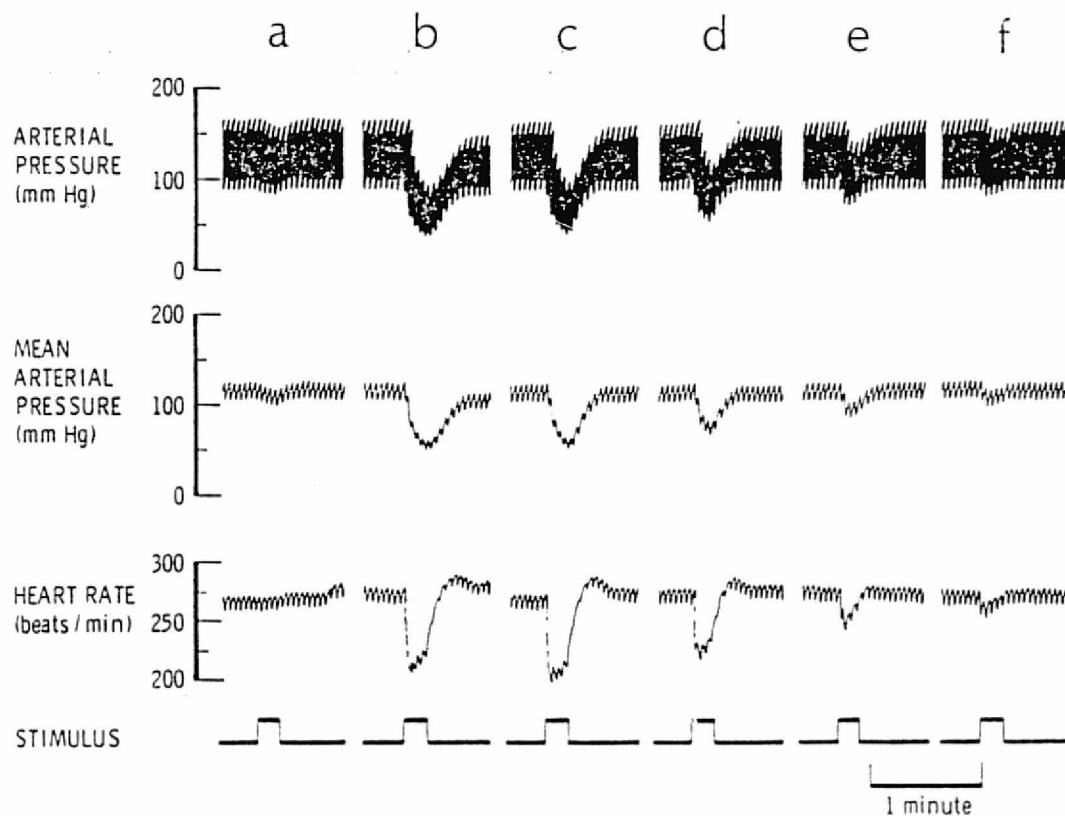 a b c d e f
200
ARTERIAL
PRESSURE
(mm Hg)
100
0
200
MEAN
ARTERIAL
PRESSURE
(mm Hg)
100
0
300
HEART RATE
(beats/min)
250
200
STIMULUS
1 minute